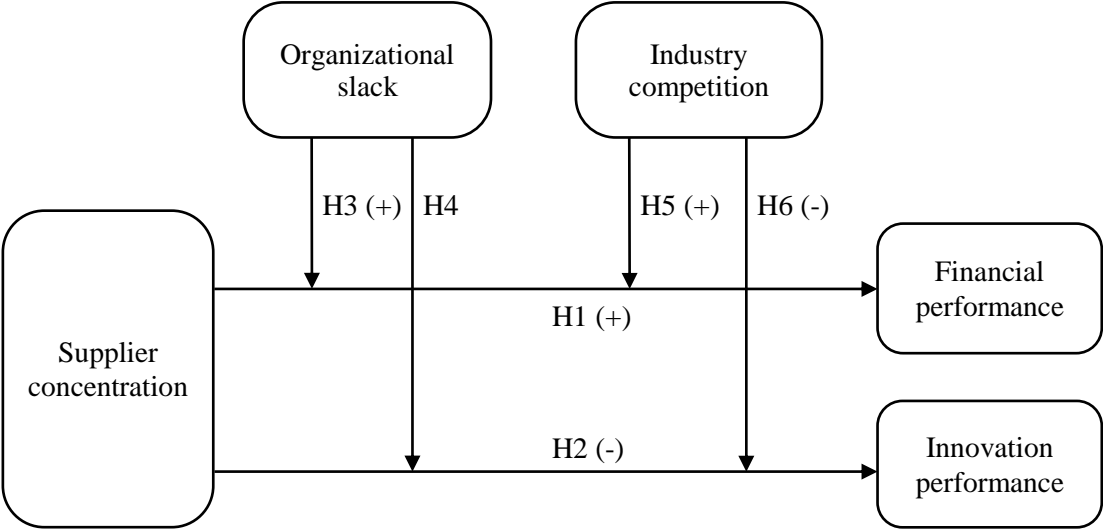 Organizational
slack
Industry
competition
H3 (+)
H4
H5 (+)
H6 (-)
Supplier
concentration
H1 (+)
H2 (-)
Financial
performance
Innovation
performance